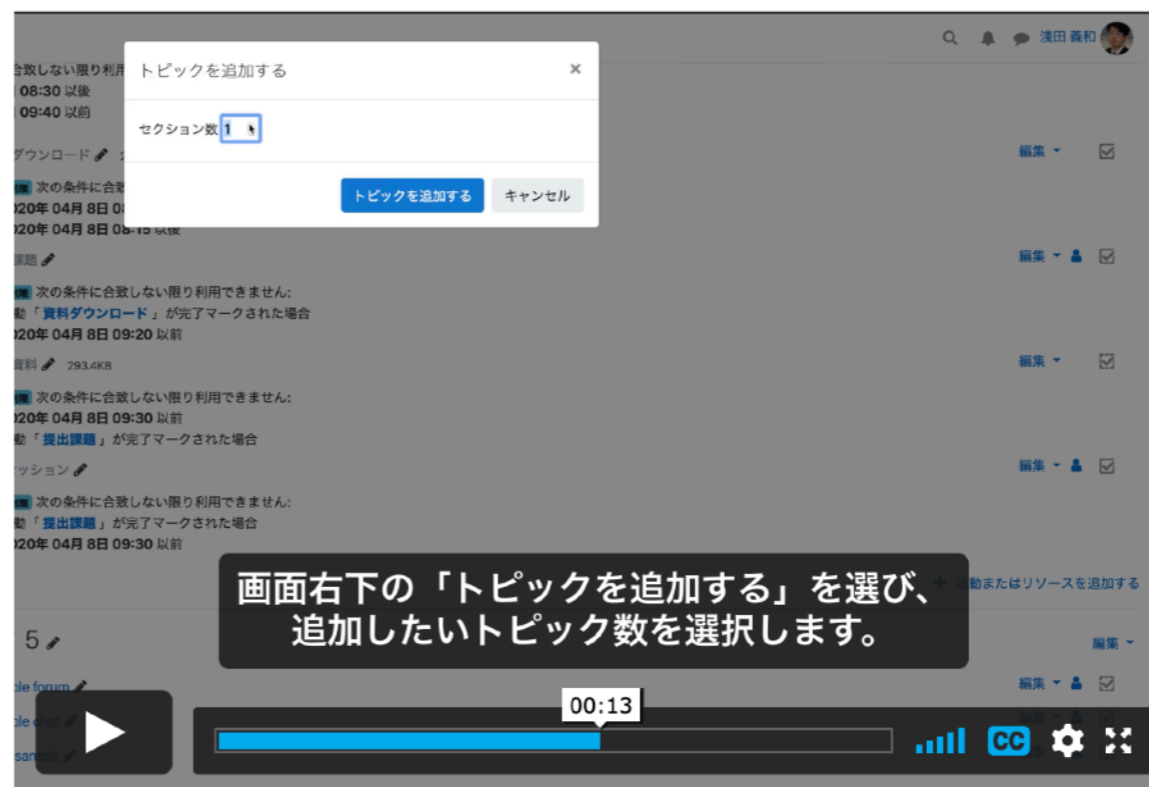 浅田 義和
トピックを追加する ×
合致しない限り利用
08:30 以後
09:40 以前
セクション数 1
ダウンロード
編集
次の条件に合致
トピックを追加する キャンセル
020年 04月 8日
020年 04月 8日 08:15 以後
課題
編集
次の条件に合致しない限り利用できません:
動「資料ダウンロード」が完了マークされた場合
020年 04月 8日 09:20 以前
資料 293.4KB
編集
次の条件に合致しない限り利用できません:
020年 04月 8日 09:30 以前
動「提出課題」が完了マークされた場合
ッション
編集
次の条件に合致しない限り利用できません:
動「提出課題」が完了マークされた場合
020年 04月 8日 09:30 以前
動またはリソースを追加する
画面右下の「トピックを追加する」を選び、
追加したいトピック数を選択します。
5
編集
ple forum
編集
00:13
CC